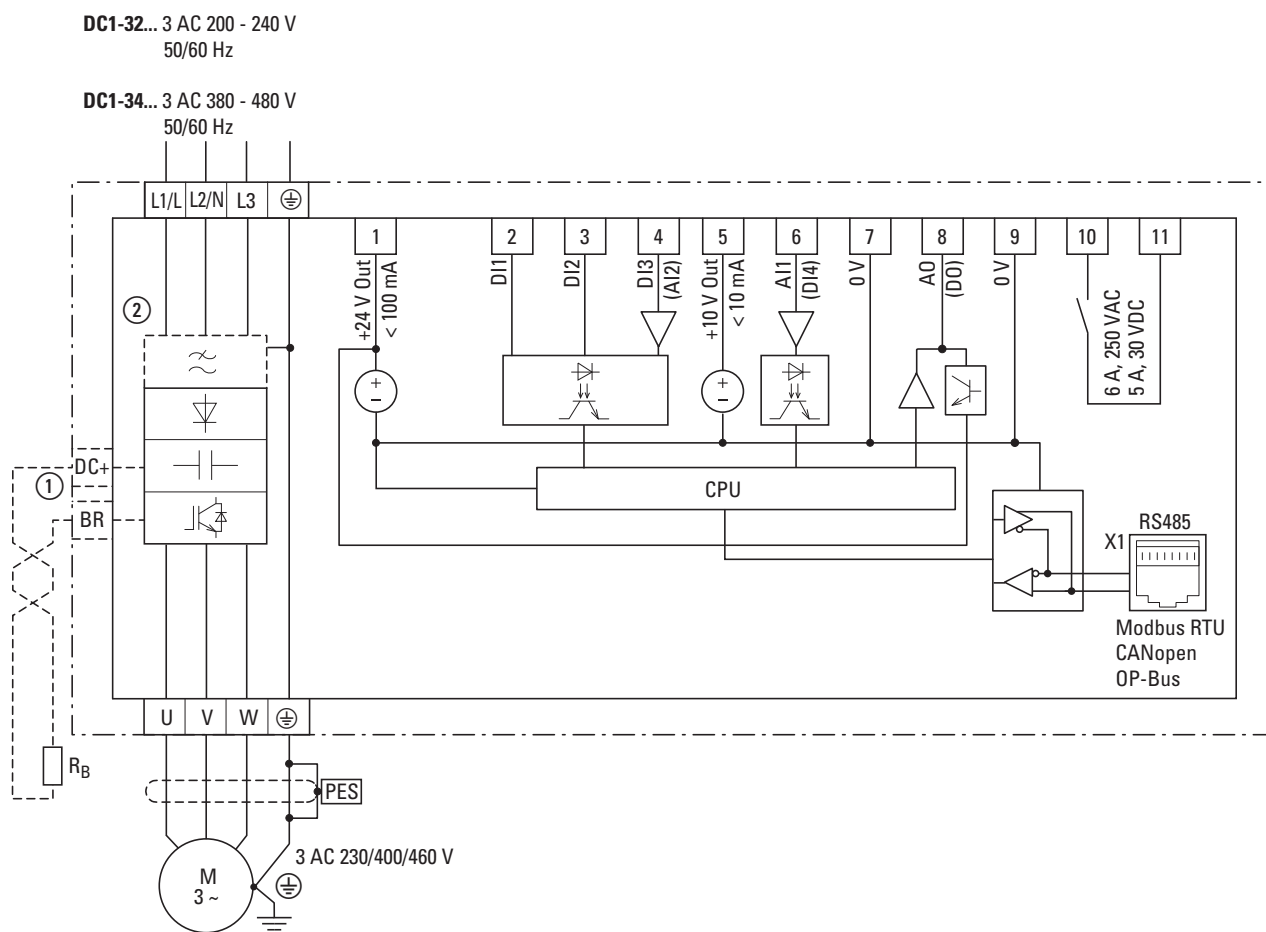 DC1-32... 3 AC 200 - 240 V
50/60 Hz
DC1-34... 3 AC 380 - 480 V
50/60 Hz
L1/L L2/N L3
1 2 3 4 5 6 7 8 9 10 11
+24 V Out
< 100 mA
DI1
DI2
DI3
(AI2)
+10 V Out
< 10 mA
AI1
(DI4)
0 V
AO
(DO)
0 V
6 A, 250 VAC
5 A, 30 VDC
2
+
−
+
−
DC+
1
BR
CPU
X1
RS485
Modbus RTU
CANopen
OP-Bus
U V W
RB
PES
3 AC 230/400/460 V
M
3 ~